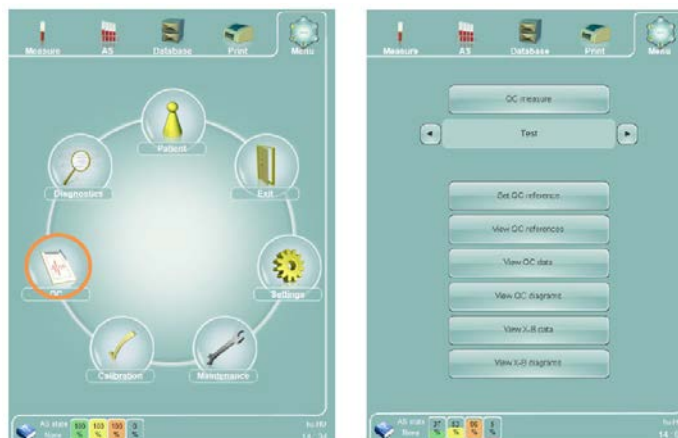 Measure AS Database Print Menu
Patient
Diagnostics Exit
QC Settings
Calibration Maintenance
AS state 100 % 100 % 100 %
None
Measure AS Database Print Menu
QC measure
Test
Set QC reference
View QC references
View QC data
View QC diagrams
View X-B data
View X-B diagrams
AS state 37 %
None